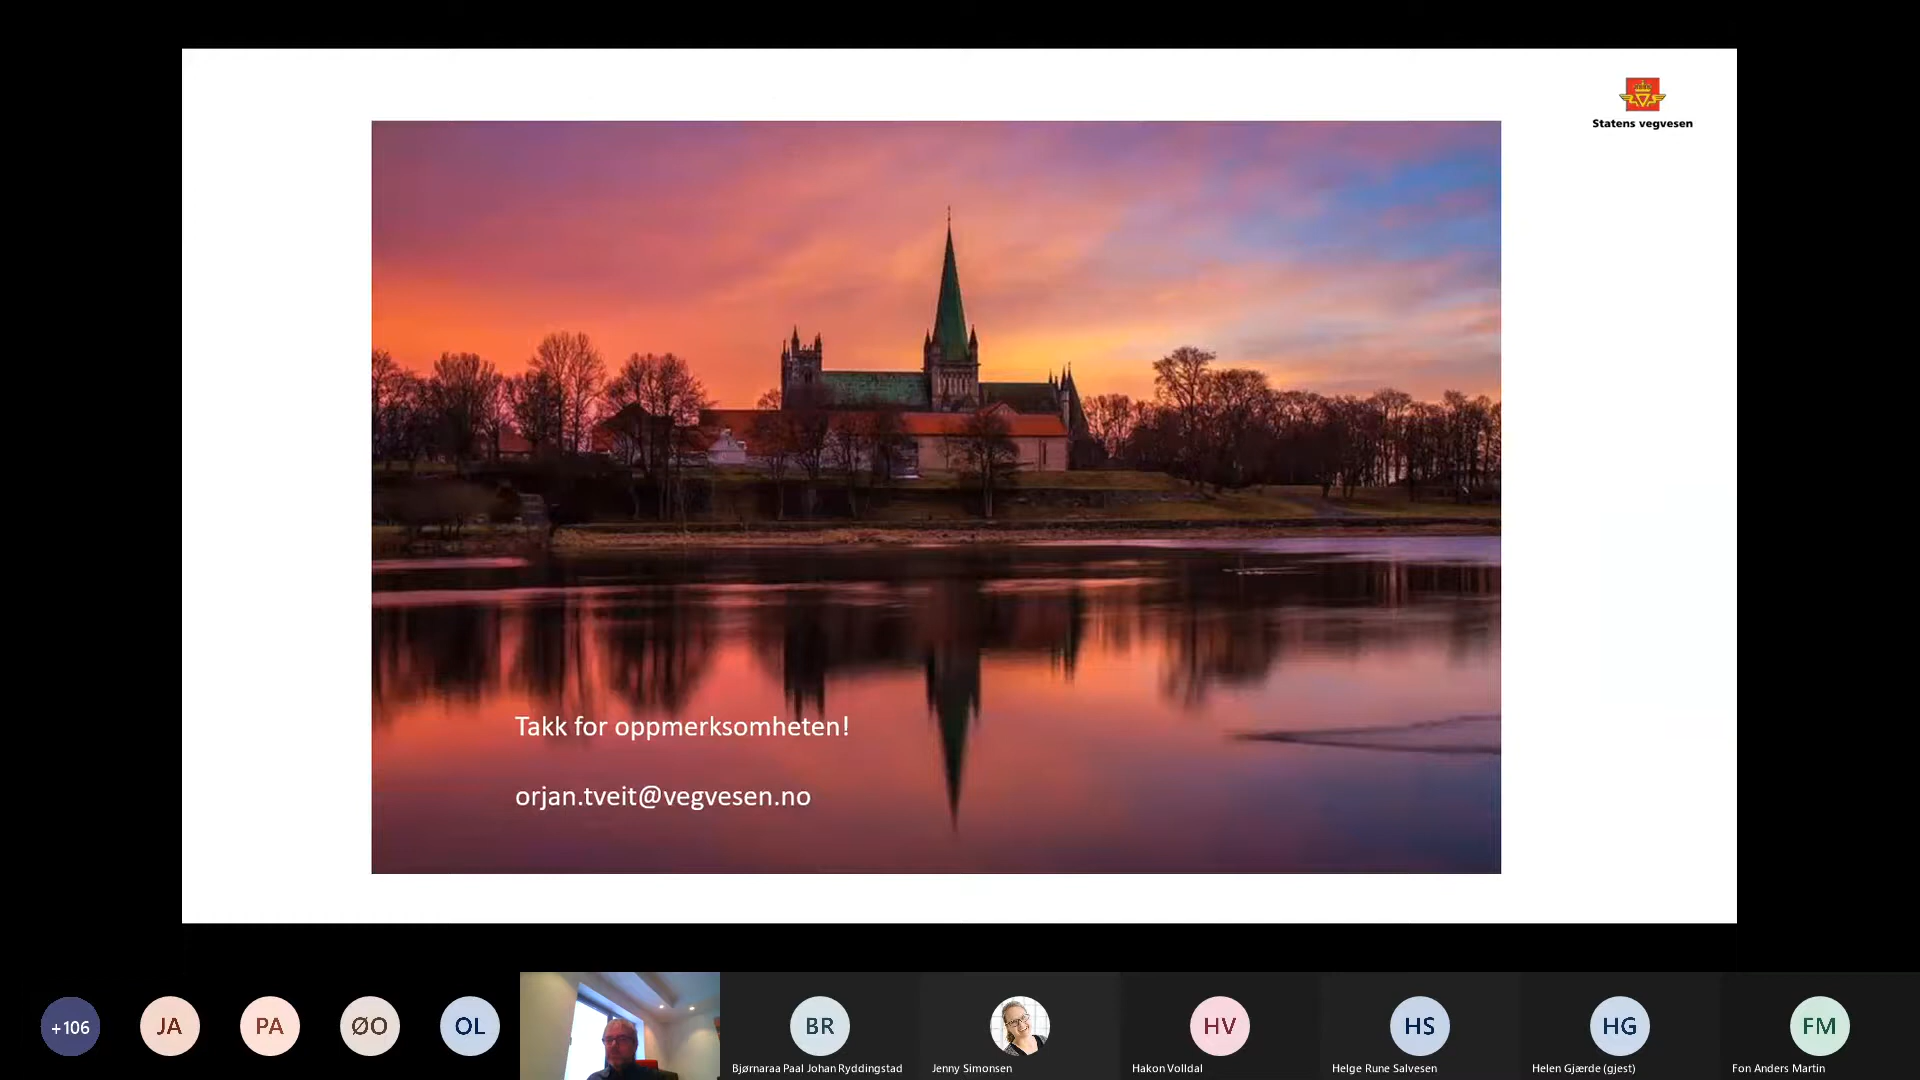 Statens vegvesen
Takk for oppmerksomheten!
orjan.tveit@vegvesen.no
+106
JA
PA
ØO
OL
BR
HV
HS
HG
FM
Bjørnaraa Paal Johan Ryddingstad
Jenny Simonsen
Hakon Volldal
Helge Rune Salvesen
Helen Gjærde (gjest)
Fon Anders Martin